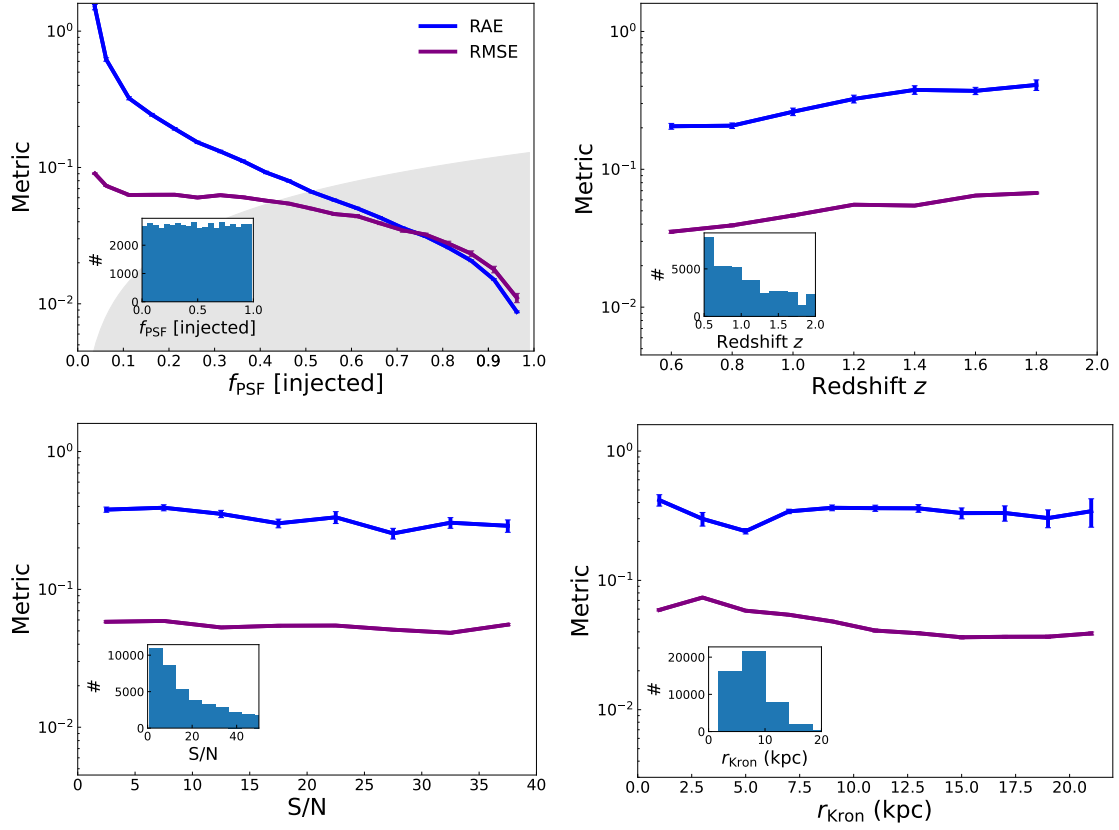 RAE
RMSE
Metric
10⁰
10⁻¹
10⁻²
#
2000
1000
0
0.0 0.5 1.0
f_PSF [injected]
0.0 0.1 0.2 0.3 0.4 0.5 0.6 0.7 0.8 0.9 1.0
f_PSF [injected]
Metric
10⁰
10⁻¹
10⁻²
#
5000
0
0.5 1.0 1.5 2.0
Redshift z
0.6 0.8 1.0 1.2 1.4 1.6 1.8 2.0
Redshift z
Metric
10⁰
10⁻¹
10⁻²
#
10000
5000
0
0 20 40
S/N
0 5 10 15 20 25 30 35 40
S/N
Metric
10⁰
10⁻¹
10⁻²
#
20000
10000
0
0 10 20
r_Kron (kpc)
0.0 2.5 5.0 7.5 10.0 12.5 15.0 17.5 20.0
r_Kron (kpc)